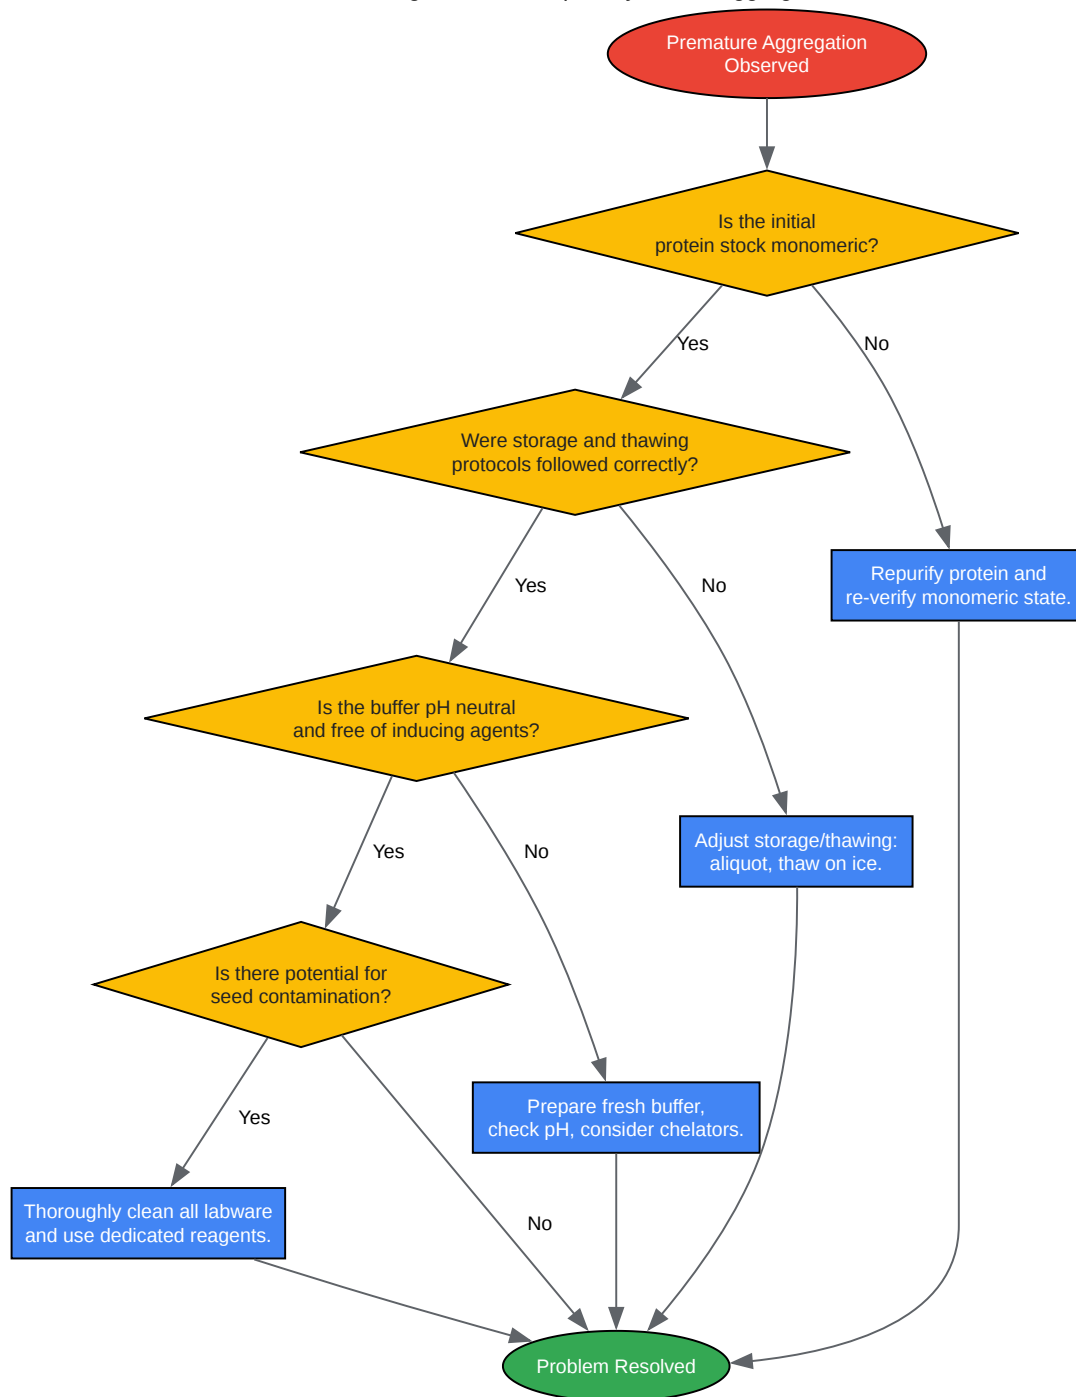 Premature Aggregation
Observed
Is the initial
protein stock monomeric?
Yes
No
Were storage and thawing
protocols followed correctly?
Repurify protein and
re-verify monomeric state.
Yes
No
Is the buffer pH neutral
and free of inducing agents?
Adjust storage/thawing:
aliquot, thaw on ice.
Yes
No
Is there potential for
seed contamination?
Prepare fresh buffer,
check pH, consider chelators.
Yes
Thoroughly clean all labware
and use dedicated reagents.
No
Problem Resolved